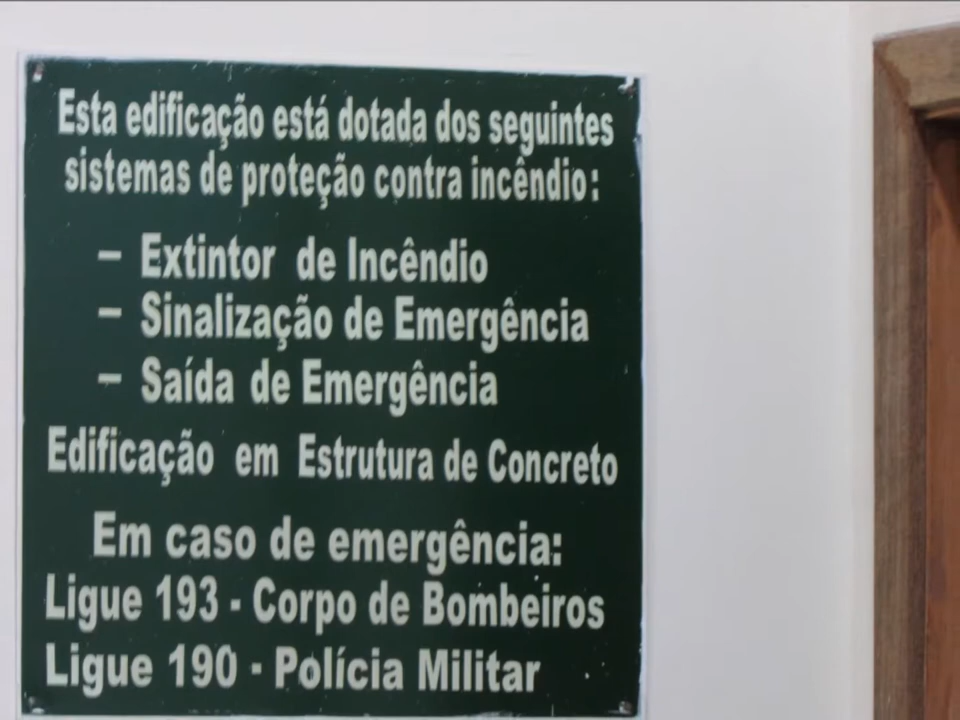 Esta edificação está dotada dos seguintes
sistemas de proteção contra incêndio:
– Extintor de Incêndio
– Sinalização de Emergência
– Saída de Emergência
Edificação em Estrutura de Concreto
Em caso de emergência:
Ligue 193 - Corpo de Bombeiros
Ligue 190 - Polícia Militar